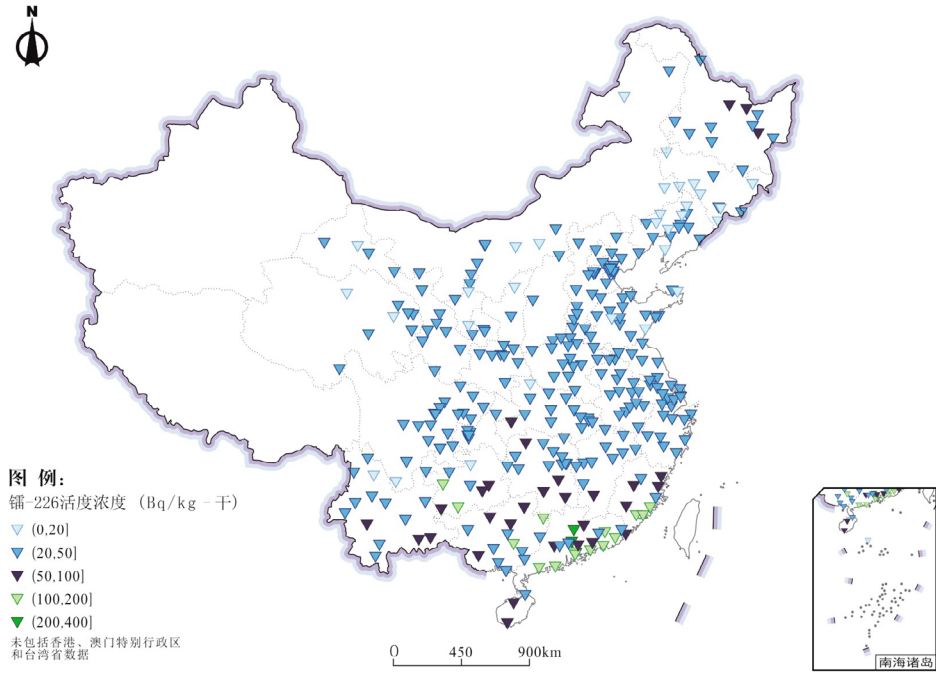 N
图 例：
镭-226活度浓度（Bq/kg－干）
(0,20]
(20,50]
(50,100]
(100,200]
(200,400]
未包括香港、澳门特别行政区
和台湾省数据
0 450 900km
南海诸岛